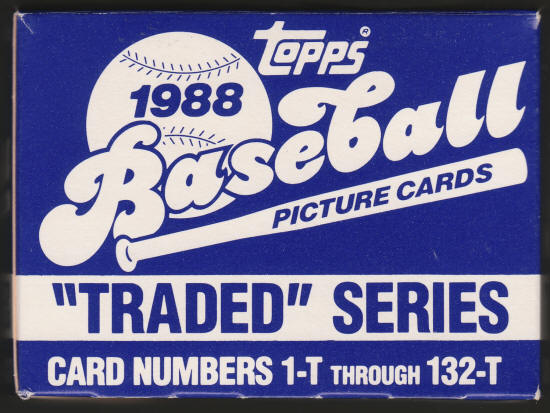 topps®
1988
Baseball
PICTURE CARDS
"TRADED" SERIES
CARD NUMBERS 1-T THROUGH 132-T